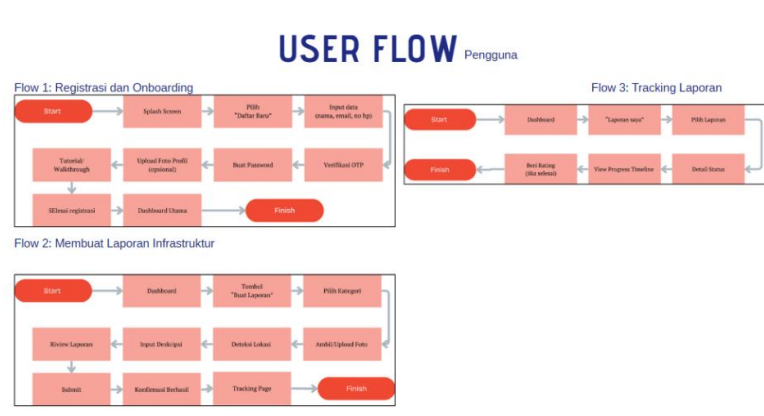 USER FLOW Pengguna
Flow 1: Registrasi dan Onboarding
Start
Splash Screen
Pilih
"Daftar Baru"
Input data
(nama, email, no hp)
Verifikasi OTP
Buat Password
Upload Foto Profil
(opsional)
Tutorial/
Walkthrough
SElesai registrasi
Dashboard Utama
Finish
Flow 2: Membuat Laporan Infrastruktur
Start
Dashboard
Tombol
"Buat Laporan"
Pilih Kategori
Ambil/Upload Foto
Deteksi Lokasi
Input Deskripsi
Riview Laporan
Submit
Konfirmasi Berhasil
Tracking Page
Finish
Flow 3: Tracking Laporan
Start
Dashboard
"Laporan saya"
Pilih Laporan
Detail Status
View Progress Timeline
Beri Rating
(jika selesai)
Finish